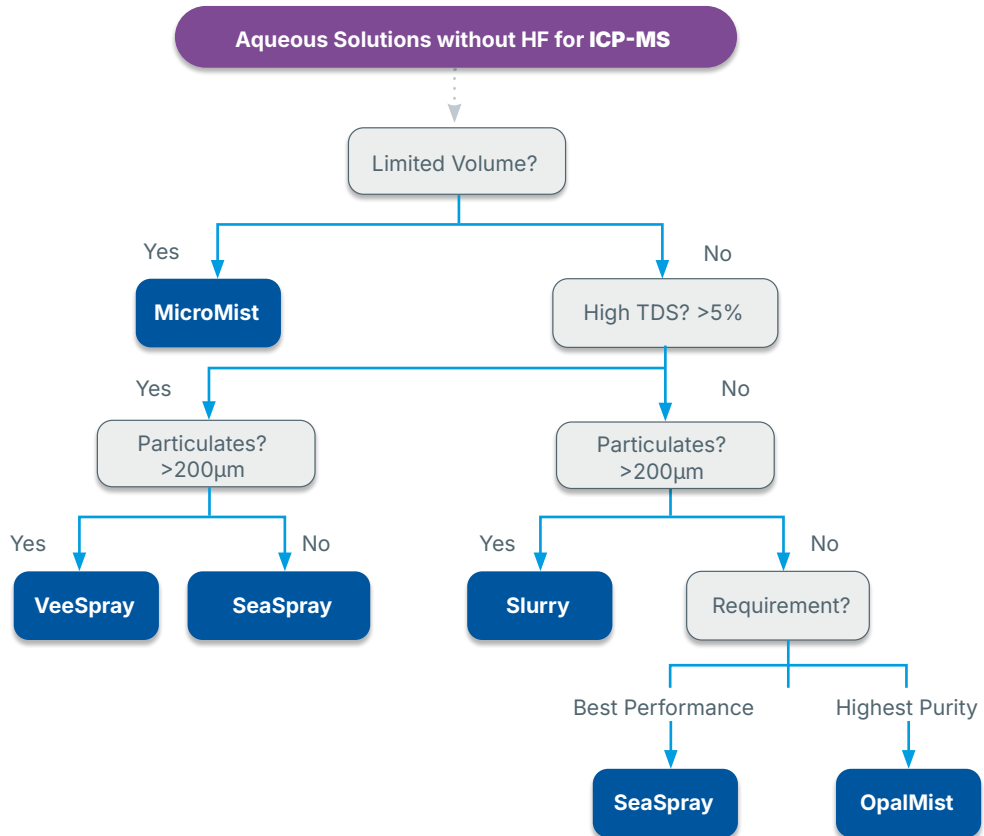 Aqueous Solutions without HF for ICP-MS
Limited Volume?
Yes
No
MicroMist
High TDS? >5%
Yes
No
Particulates?
>200μm
Particulates?
>200μm
Yes
No
Yes
No
VeeSpray
SeaSpray
Slurry
Requirement?
Best Performance
Highest Purity
SeaSpray
OpalMist